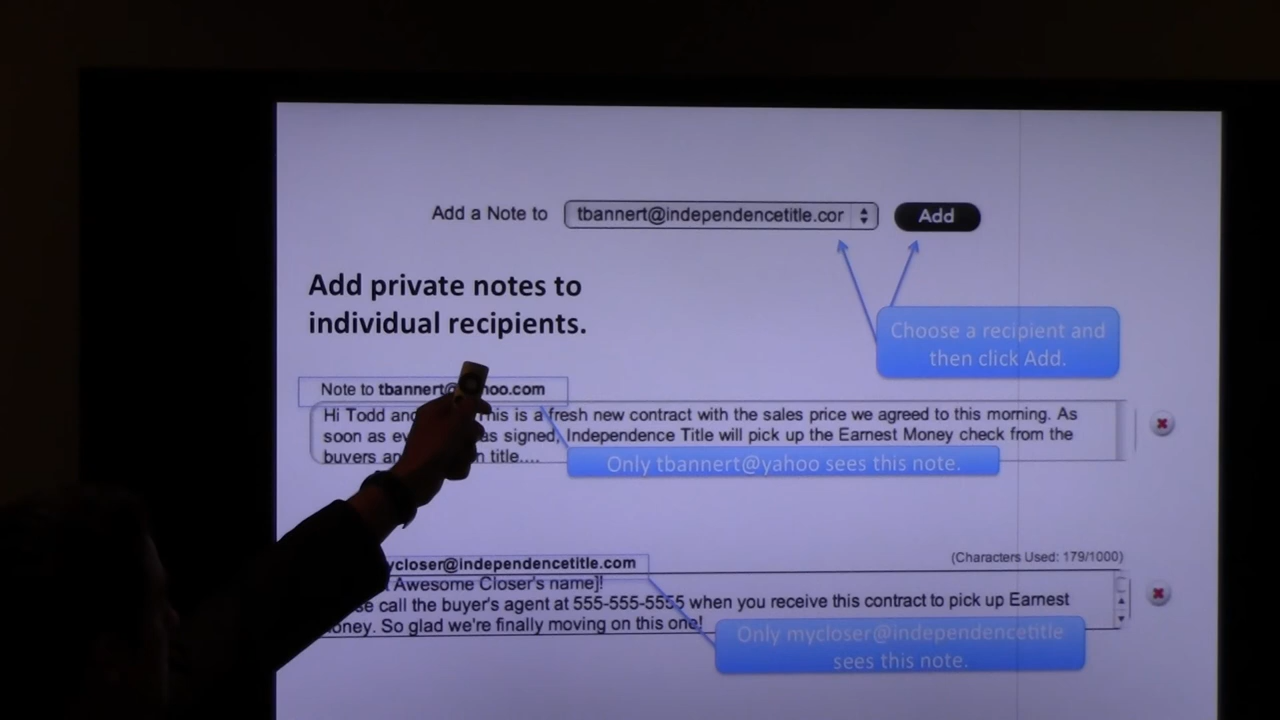 Add a Note to tbannert@independencetitle.cor Add
Add private notes to
individual recipients.
Choose a recipient and
then click Add.
Note to tbannert@ hoo.com
Hi Todd and This is a fresh new contract with the sales price we agreed to this morning. As
soon as as signed, Independence Title will pick up the Earnest Money check from the
buyers title....
Only tbannert@yahoo sees this note.
ycloser@independencetitle.com
(Characters Used: 179/1000)
Awesome Closer's name]!
call the buyer's agent at 555-555-5555 when you receive this contract to pick up Earnest
oney. So glad we're finally moving on this one!
Only mycloser@independencetitle
sees this note.